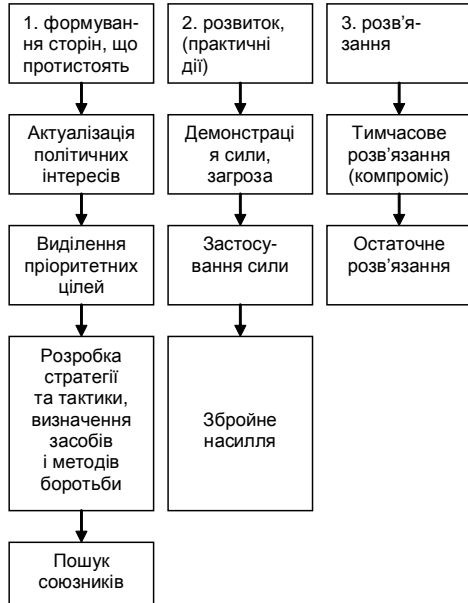 1. формуван-
ня сторін, що
протистоять
Актуалізація
політичних
інтересів
Виділення
пріоритетних
цілей
Розробка
стратегії
та тактики,
визначення
засобів
і методів
боротьби
Пошук
союзників
2. розвиток,
(практичні
дії)
Демонстраці
я сили,
загроза
Застосу-
вання сили
Збройне
насилля
3. розв’я-
зання
Тимчасове
розв’язання
(компроміс)
Остаточне
розв’язання